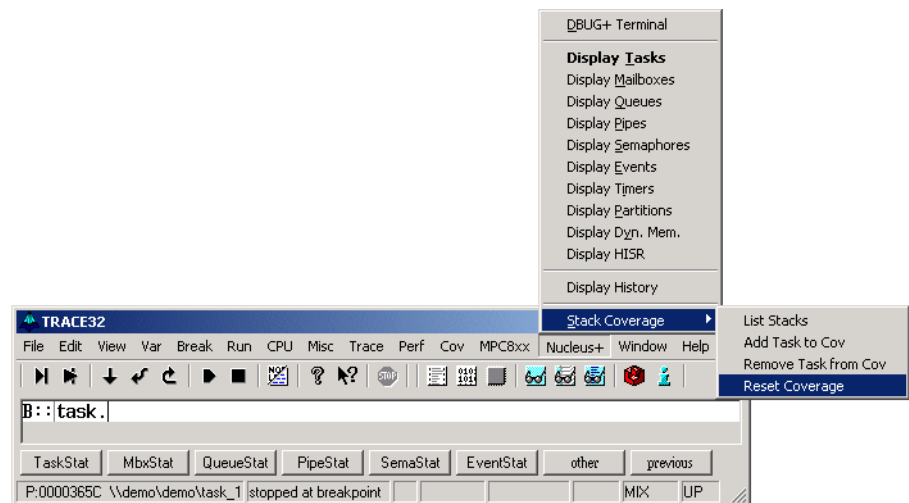 DBUG+ Terminal
Display Tasks
Display Mailboxes
Display Queues
Display Pipes
Display Semaphores
Display Events
Display Timers
Display Partitions
Display Dyn. Mem.
Display HISR
Display History
Stack Coverage
List Stacks
Add Task to Cov
Remove Task from Cov
Reset Coverage
TRACE32
File Edit View Var Break Run CPU Misc Trace Perf Cov MPC8xx Nucleus+ Window Help
STOP
B::task.
TaskStat MbxStat QueueStat PipeStat SemaStat EventStat other previous
P:0000365C \\demo\demo\task_1 stopped at breakpoint MIX UP